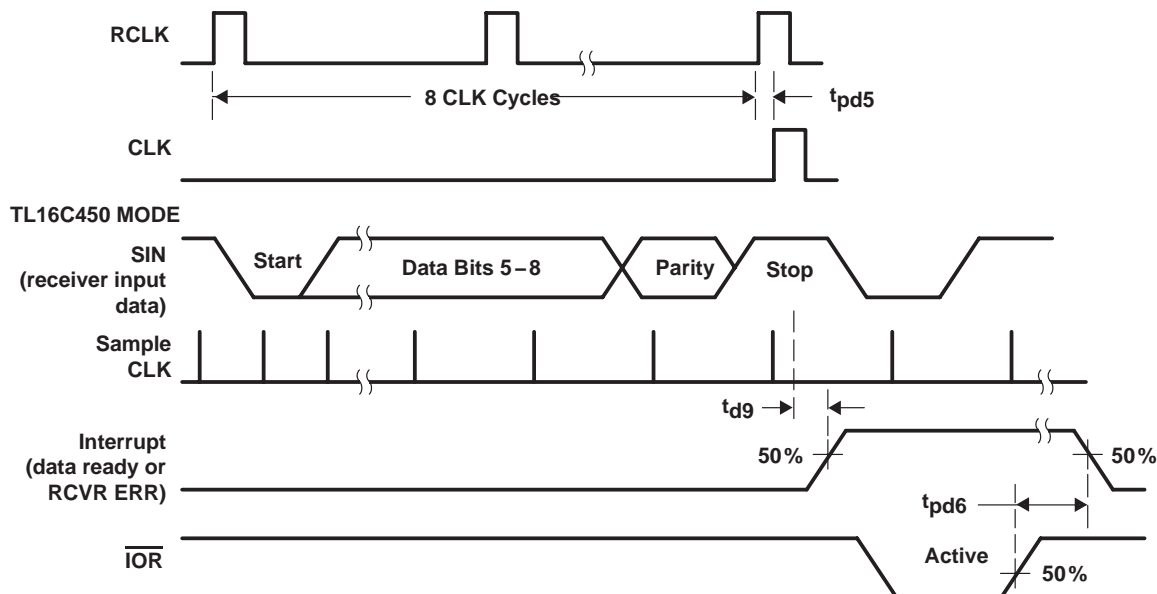 RCLK
8 CLK Cycles
tpd5
CLK
TL16C450 MODE
SIN
(receiver input
data)
Start
Data Bits 5–8
Parity
Stop
Sample
CLK
td9
Interrupt
(data ready or
RCVR ERR)
50%
50%
tpd6
IOR
Active
50%